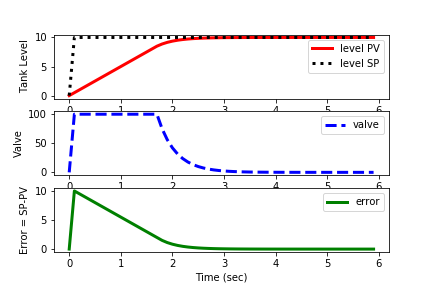 Tank Level
10
5
0
level PV
level SP
0 1 2 3 4 5 6
Valve
100
50
0
valve
0 1 2 3 4 5 6
Error = SP-PV
10
5
0
error
0 1 2 3 4 5 6
Time (sec)